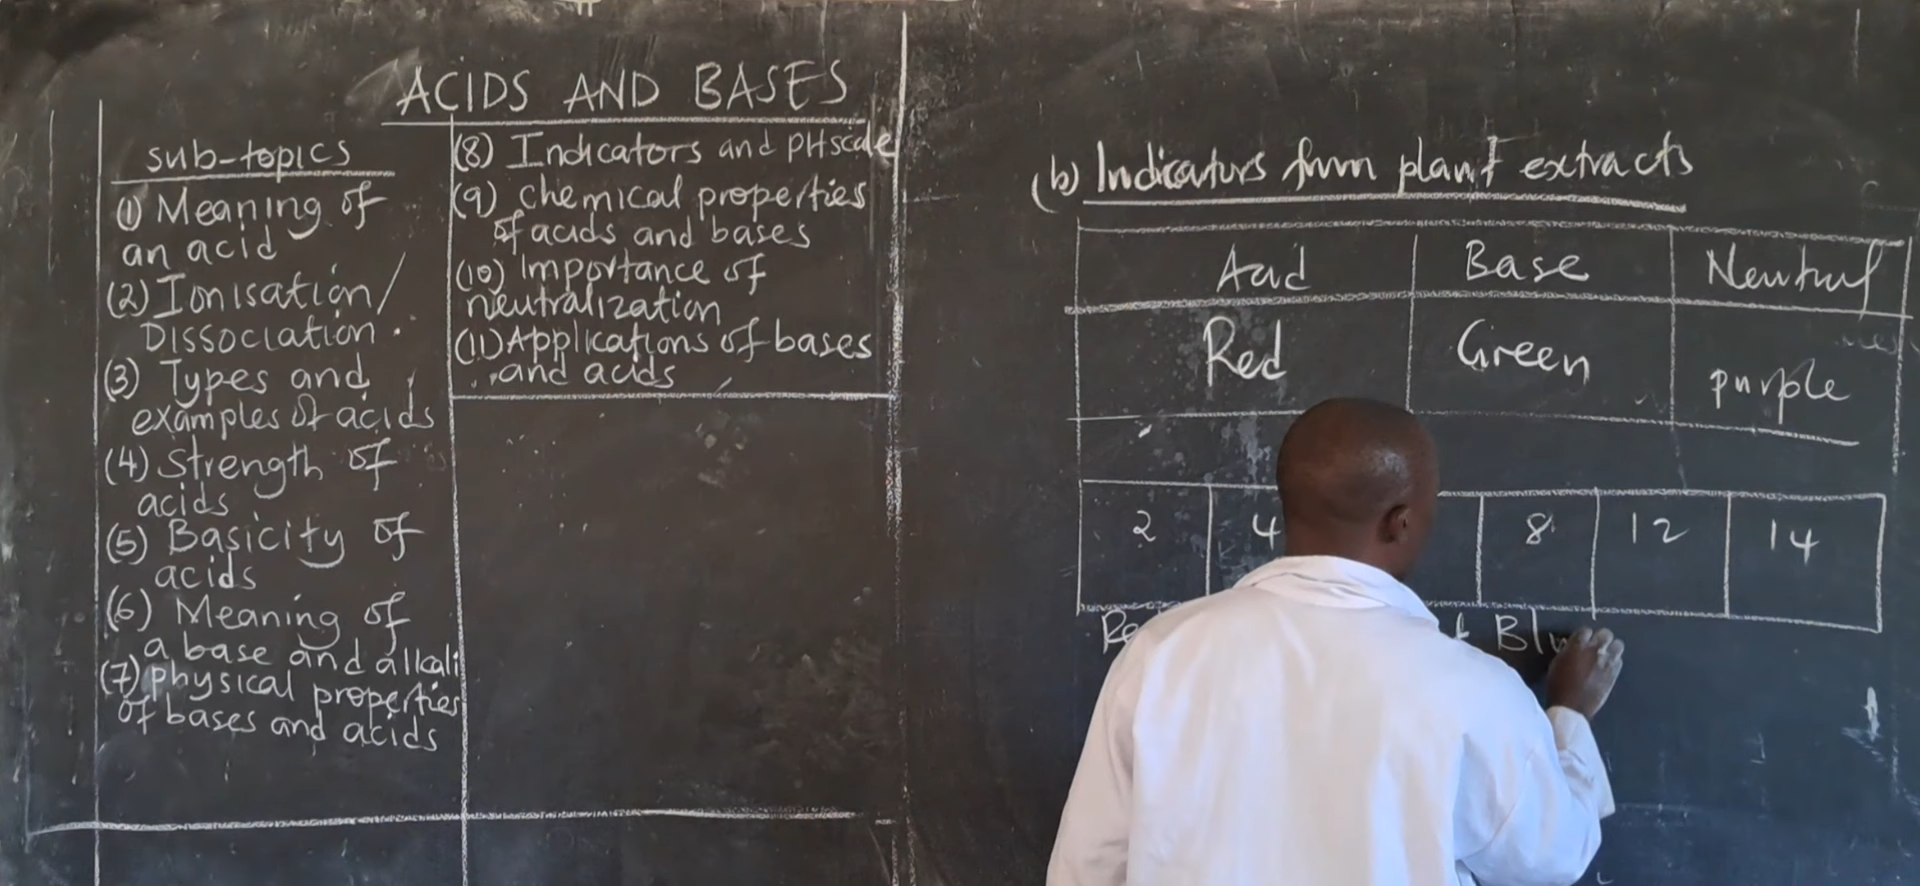 ACIDS AND BASES
sub-topics
(1) Meaning of
an acid
(2) Ionisation/
Dissociation.
(3) Types and
examples of acids
(4) Strength of
acids
(5) Basicity of
acids
(6) Meaning of
a base and alkali
(7) physical properties
of bases and acids
(8) Indicators and PHscale
(9) chemical properties
of acids and bases
(10) Importance of
neutralization
(11) Applications of bases
and acids
(b) Indicators from plant extracts
Acid Base Neutral
Red Green purple
2 4 8 12 14